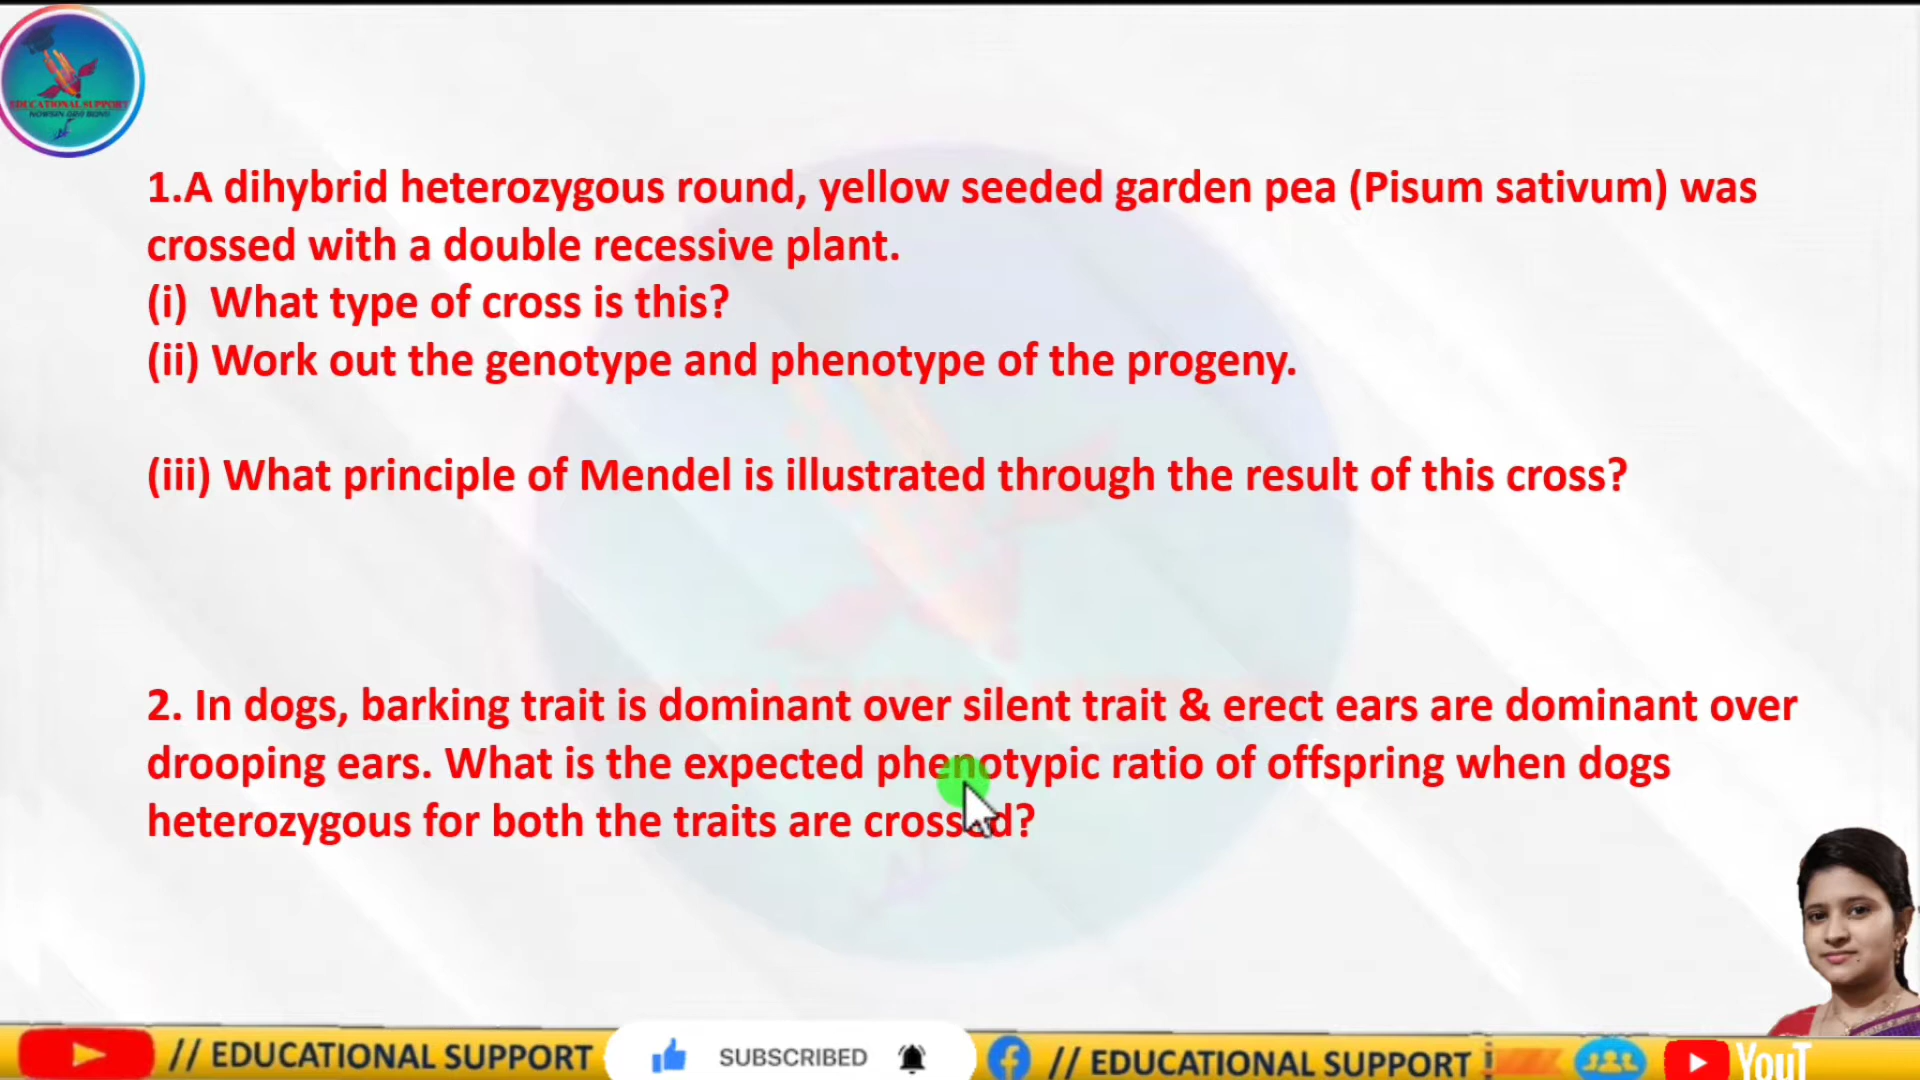 EDUCATIONAL SUPPORT
1.A dihybrid heterozygous round, yellow seeded garden pea (Pisum sativum) was
crossed with a double recessive plant.
(i) What type of cross is this?
(ii) Work out the genotype and phenotype of the progeny.
(iii) What principle of Mendel is illustrated through the result of this cross?
2. In dogs, barking trait is dominant over silent trait & erect ears are dominant over
drooping ears. What is the expected phenotypic ratio of offspring when dogs
heterozygous for both the traits are crossed?
// EDUCATIONAL SUPPORT SUBSCRIBED // EDUCATIONAL SUPPORT YouT